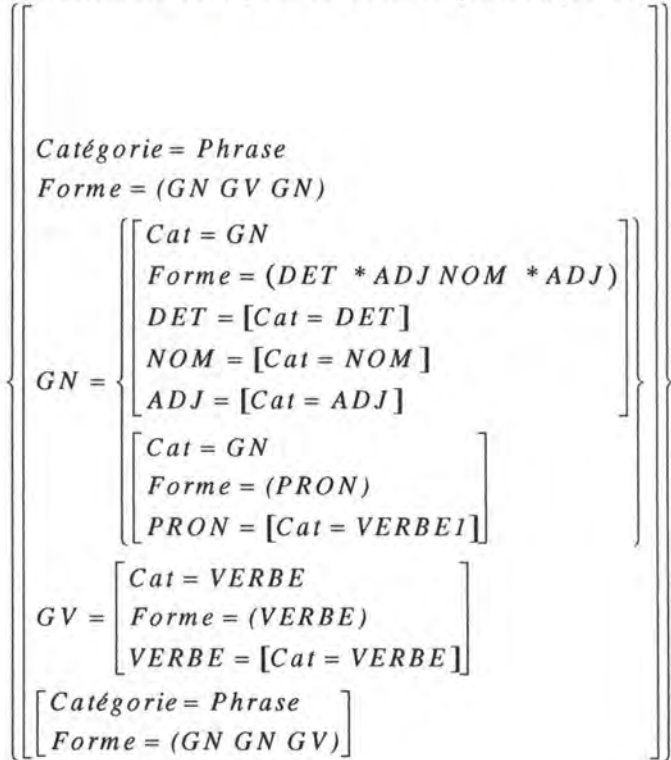 Catégorie = Phrase
Forme = (GN GV GN)
GN = {[Cat = GN
Forme = (DET * ADJ NOM * ADJ)
DET = [Cat = DET]
NOM = [Cat = NOM]
ADJ = [Cat = ADJ]]
[Cat = GN
Forme = (PRON)
PRON = [Cat = VERBE1]]}
GV = [Cat = VERBE
Forme = (VERBE)
VERBE = [Cat = VERBE]]
[Catégorie = Phrase
Forme = (GN GN GV)]